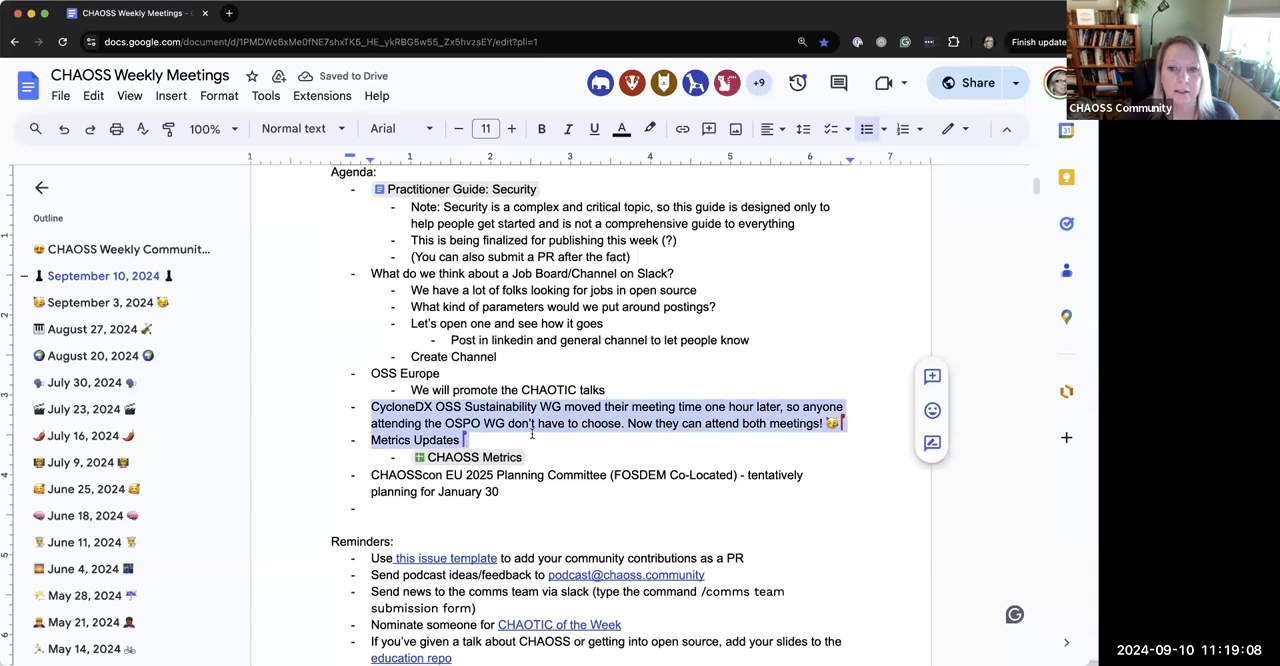 CHAOSS Weekly Meetings -
docs.google.com/document/d/1PMDWc6xMe0fNE7shxTK5_HE_ykRBG5w55_Zx5hvzsEY/edit?pli=1
Finish update
CHAOSS Community
CHAOSS Weekly Meetings
Saved to Drive
File Edit View Insert Format Tools Extensions Help
+9
Share
100%
Normal text
Arial
11
B I U A
1 1 2 3 4 5 6 7
Outline
CHAOSS Weekly Communit...
September 10, 2024
September 3, 2024
August 27, 2024
August 20, 2024
July 30, 2024
July 23, 2024
July 16, 2024
July 9, 2024
June 25, 2024
June 18, 2024
June 11, 2024
June 4, 2024
May 28, 2024
May 21, 2024
May 14, 2024
Agenda:
- Practitioner Guide: Security
- Note: Security is a complex and critical topic, so this guide is designed only to
help people get started and is not a comprehensive guide to everything
- This is being finalized for publishing this week (?)
- (You can also submit a PR after the fact)
- What do we think about a Job Board/Channel on Slack?
- We have a lot of folks looking for jobs in open source
- What kind of parameters would we put around postings?
- Let's open one and see how it goes
- Post in linkedin and general channel to let people know
- Create Channel
- OSS Europe
- We will promote the CHAOTIC talks
- CycloneDX OSS Sustainability WG moved their meeting time one hour later, so anyone
attending the OSPO WG don't have to choose. Now they can attend both meetings!
- Metrics Updates
- CHAOSS Metrics
- CHAOSScon EU 2025 Planning Committee (FOSDEM Co-Located) - tentatively
planning for January 30
-
Reminders:
- Use this issue template to add your community contributions as a PR
- Send podcast ideas/feedback to podcast@chaoss.community
- Send news to the comms team via slack (type the command /comms team
submission form)
- Nominate someone for CHAOTIC of the Week
- If you've given a talk about CHAOSS or getting into open source, add your slides to the
education repo
2024-09-10 11:19:08